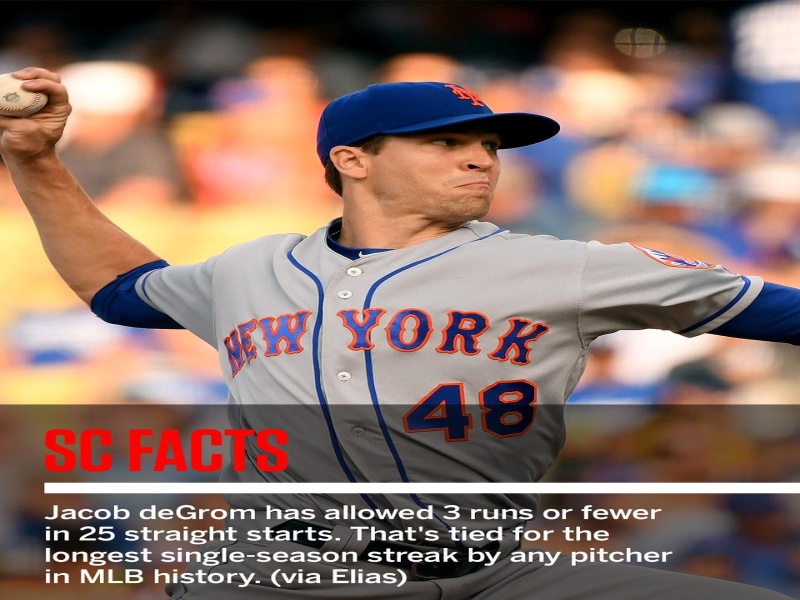 NEW YORK
48
SC FACTS
Jacob deGrom has allowed 3 runs or fewer
in 25 straight starts. That's tied for the
longest single-season streak by any pitcher
in MLB history. (via Elias)